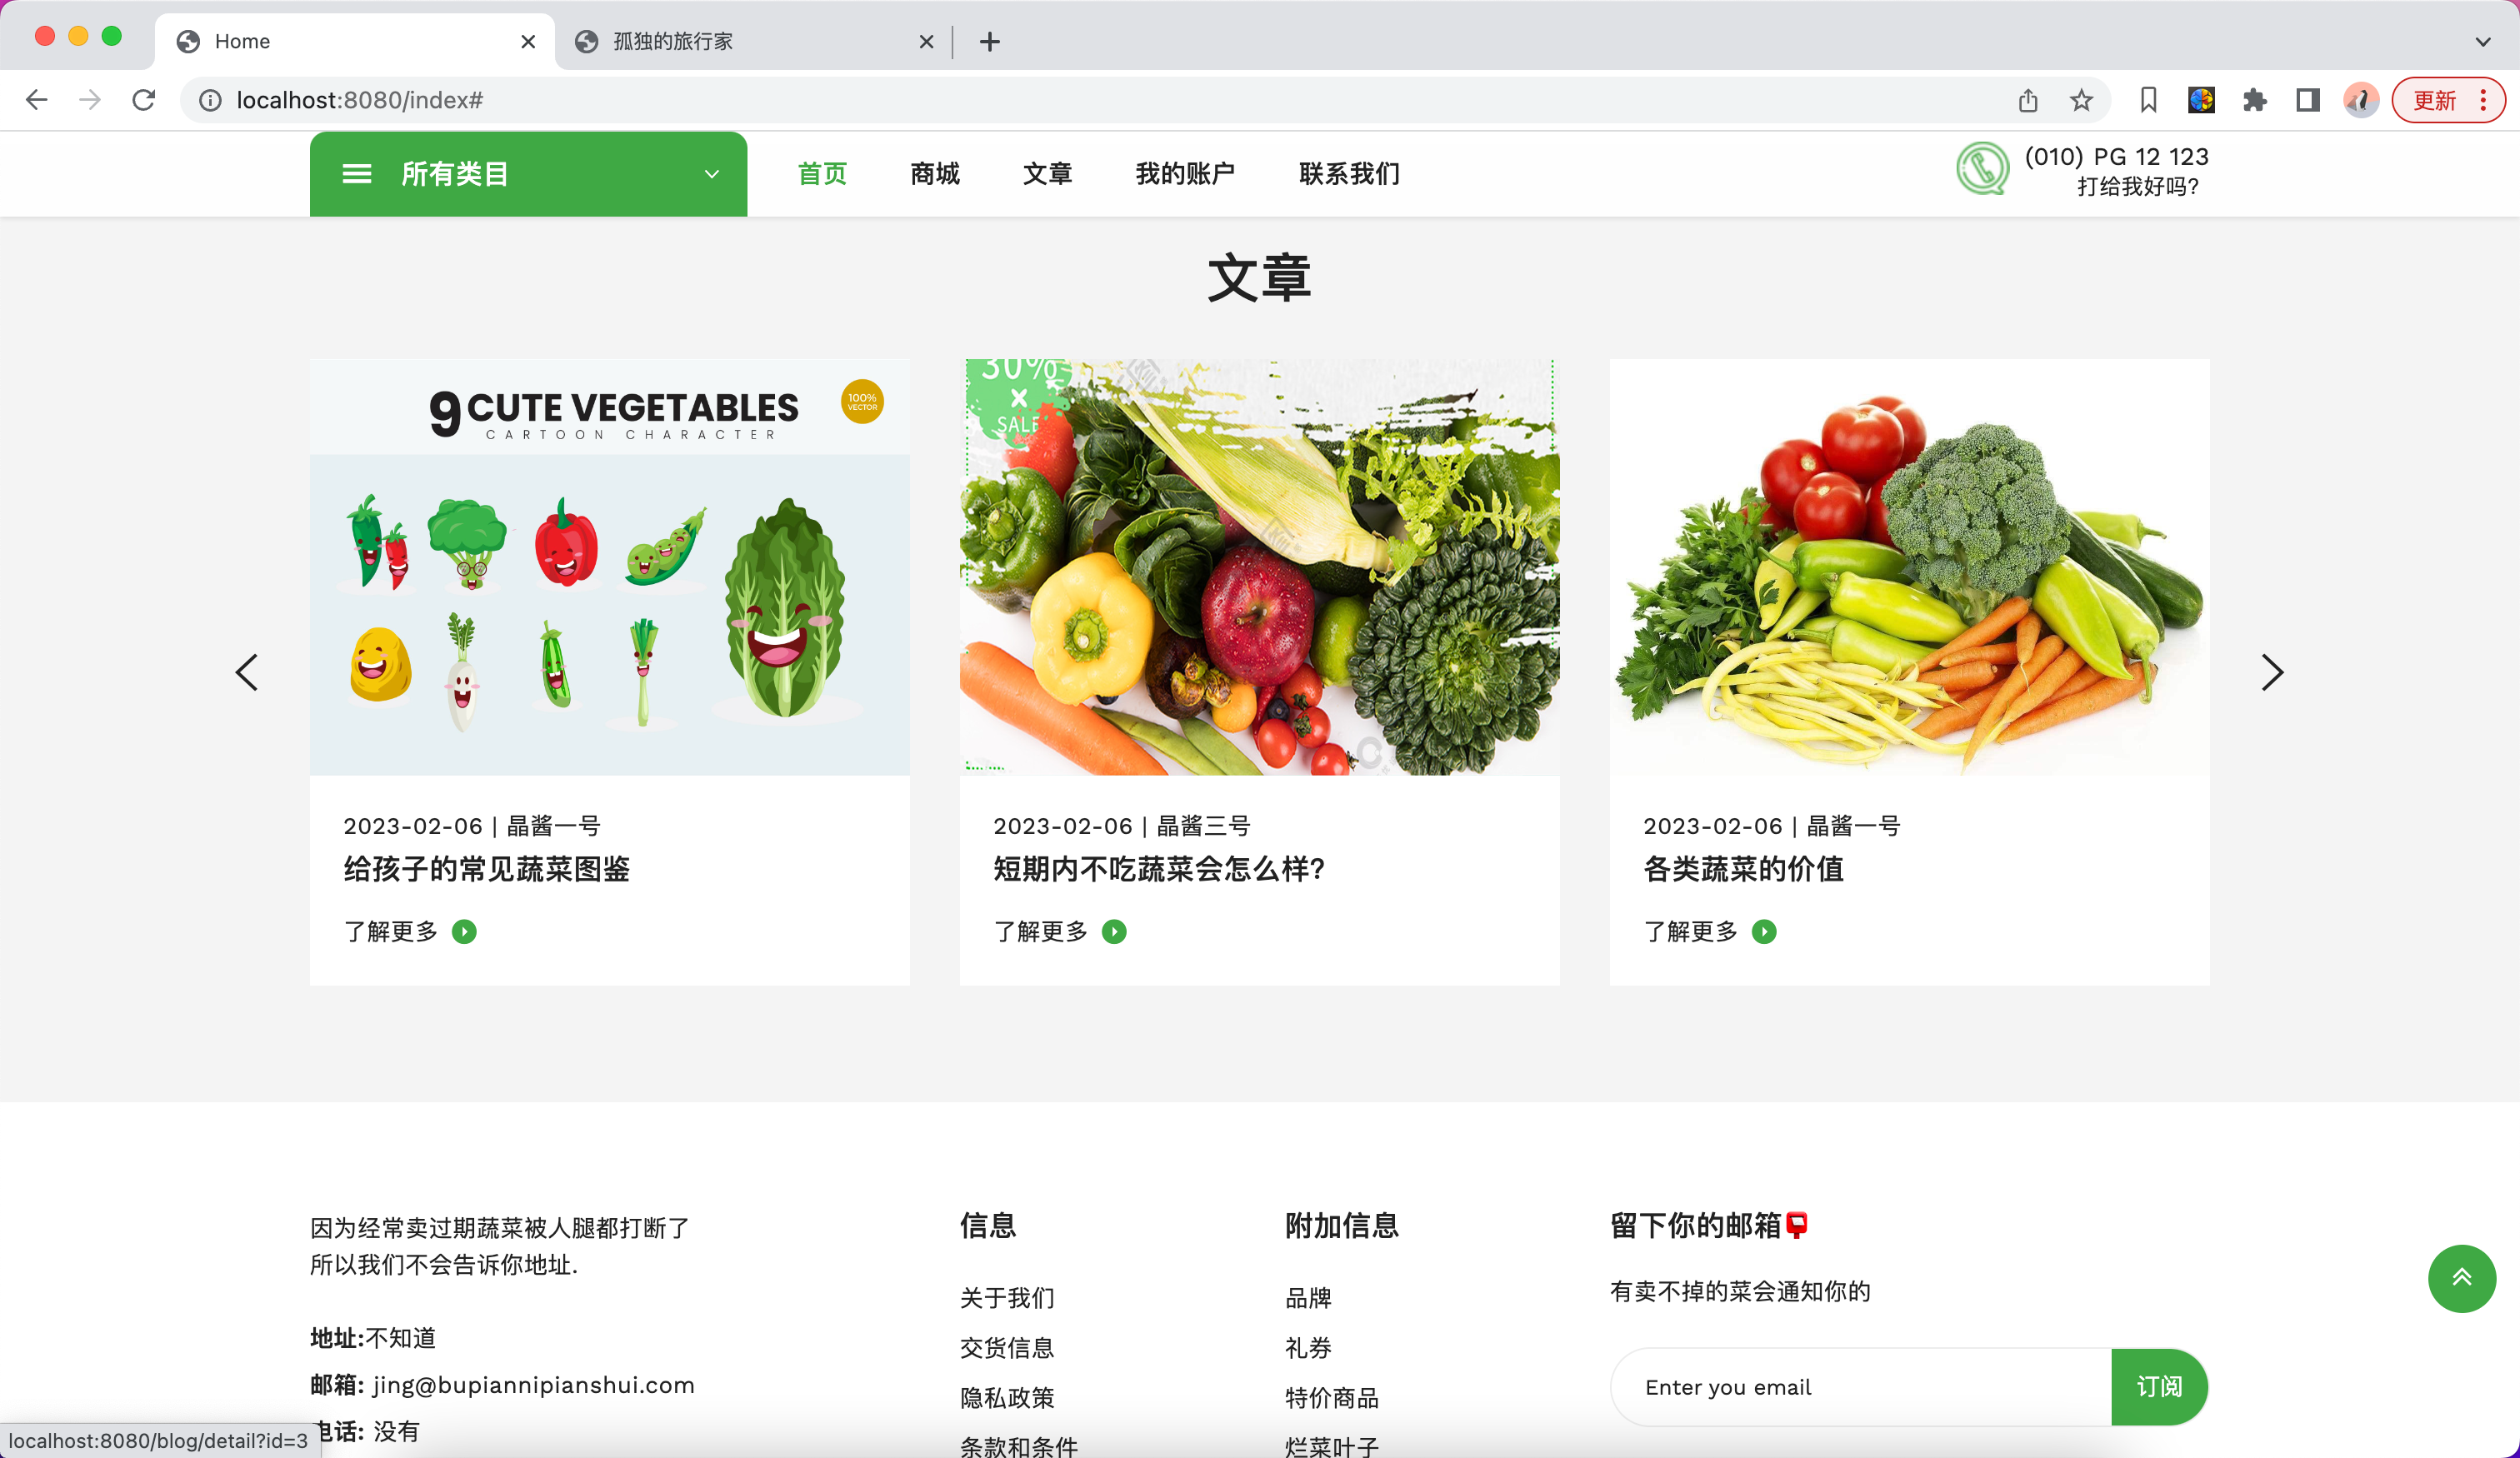 Home
孤独的旅行家
localhost:8080/index#
更新
所有类目
首页
商城
文章
我的账户
联系我们
(010) PG 12 123
打给我好吗?
文章
9 CUTE VEGETABLES
CARTOON CHARACTER
100%
VECTOR
30%
SALE
2023-02-06 | 晶酱一号
给孩子的常见蔬菜图鉴
了解更多
2023-02-06 | 晶酱三号
短期内不吃蔬菜会怎么样?
了解更多
2023-02-06 | 晶酱一号
各类蔬菜的价值
了解更多
因为经常卖过期蔬菜被人腿都打断了
所以我们不会告诉你地址.
地址:不知道
邮箱: jing@bupiannipianshui.com
电话: 没有
信息
关于我们
交货信息
隐私政策
条款和条件
附加信息
品牌
礼券
特价商品
烂菜叶子
留下你的邮箱
有卖不掉的菜会通知你的
Enter you email
订阅
localhost:8080/blog/detail?id=3